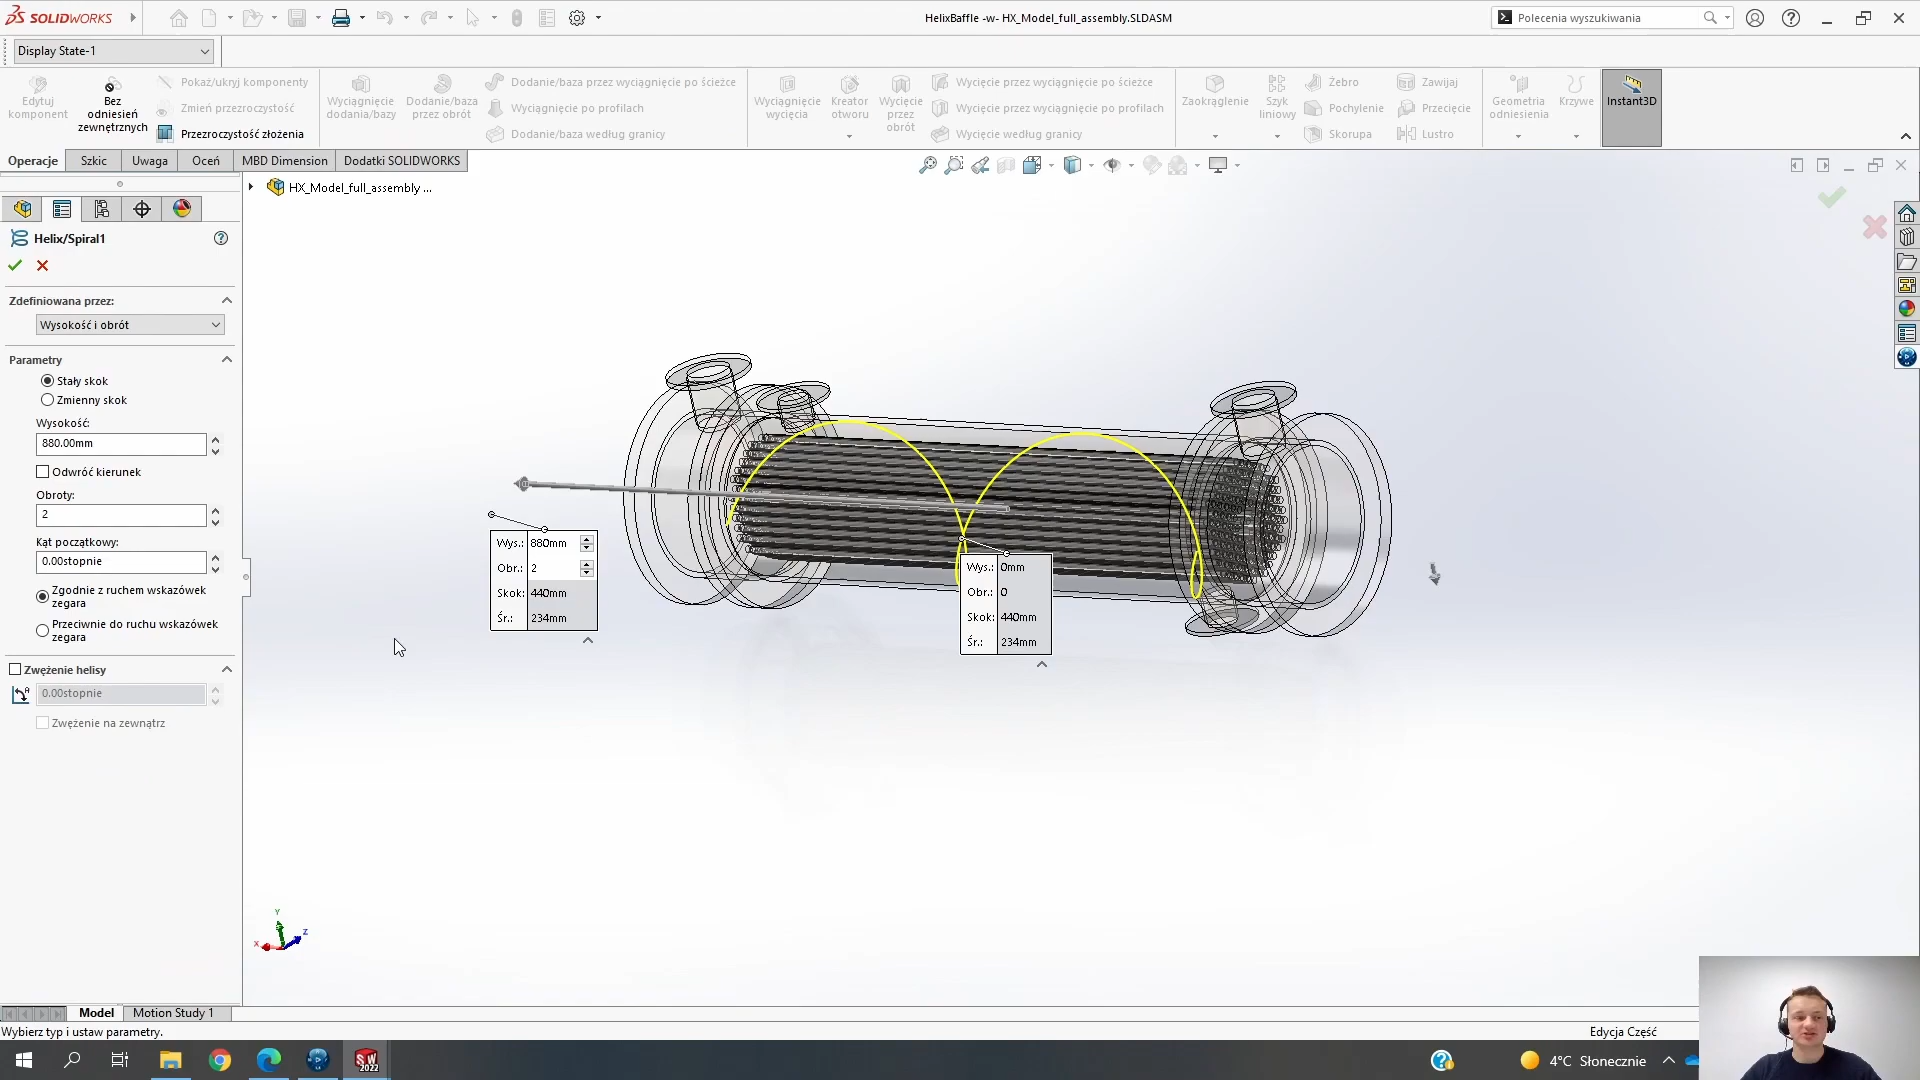 SOLIDWORKS
HelixBaffle -w- HX_Model_full_assembly.SLDASM
Polecenia wyszukiwania
Display State-1
Edytuj
komponent
Bez
odniesień
zewnętrznych
Pokaż/ukryj komponenty
Zmień przezroczystość
Przezroczystość złożenia
Wyciągnięcie
dodania/bazy
Dodanie/baza
przez obrót
Dodanie/baza przez wyciągnięcie po ścieżce
Wyciągnięcie po profilach
Dodanie/baza według granicy
Wyciągnięcie
wycięcia
Kreator
otworu
Wycięcie
przez
obrót
Wycięcie przez wyciągnięcie po ścieżce
Wycięcie przez wyciągnięcie po profilach
Wycięcie według granicy
Zaokrąglenie
Szyk
liniowy
Żebro
Pochylenie
Skorupa
Zawijaj
Przecięcie
Lustro
Geometria
odniesienia
Krzywe
Instant3D
Operacje
Szkic
Uwaga
Oceń
MBD Dimension
Dodatki SOLIDWORKS
HX_Model_full_assembly ...
Helix/Spiral1
Zdefiniowana przez:
Wysokość i obrót
Parametry
Stały skok
Zmienny skok
Wysokość:
880.00mm
Odwróć kierunek
Obroty:
2
Kąt początkowy:
0.00stopnie
Zgodnie z ruchem wskazówek
zegara
Przeciwnie do ruchu wskazówek
zegara
Zwężenie helisy
0.00stopnie
Zwężenie na zewnątrz
Wys.: 880mm
Obr.: 2
Skok: 440mm
Śr.: 234mm
Wys.: 0mm
Obr.: 0
Skok: 440mm
Śr.: 234mm
Y
X
Z
Model
Motion Study 1
Wybierz typ i ustaw parametry.
Edycja Część
SW
2022
4°C Słonecznie